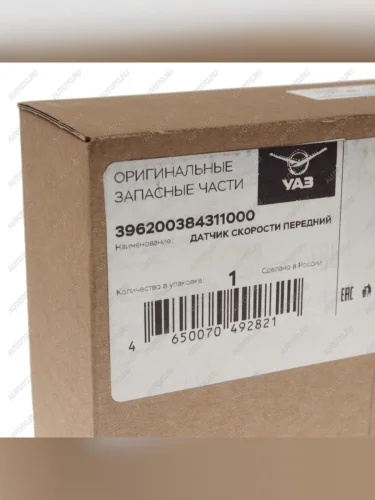 ОРИГИНАЛЬНЫЕ
ЗАПАСНЫЕ ЧАСТИ
УАЗ
396200384311000
Наименование: ДАТЧИК СКОРОСТИ ПЕРЕДНИЙ
Количество в упаковке: 1 Сделано в России
EAC
4 650070 492821